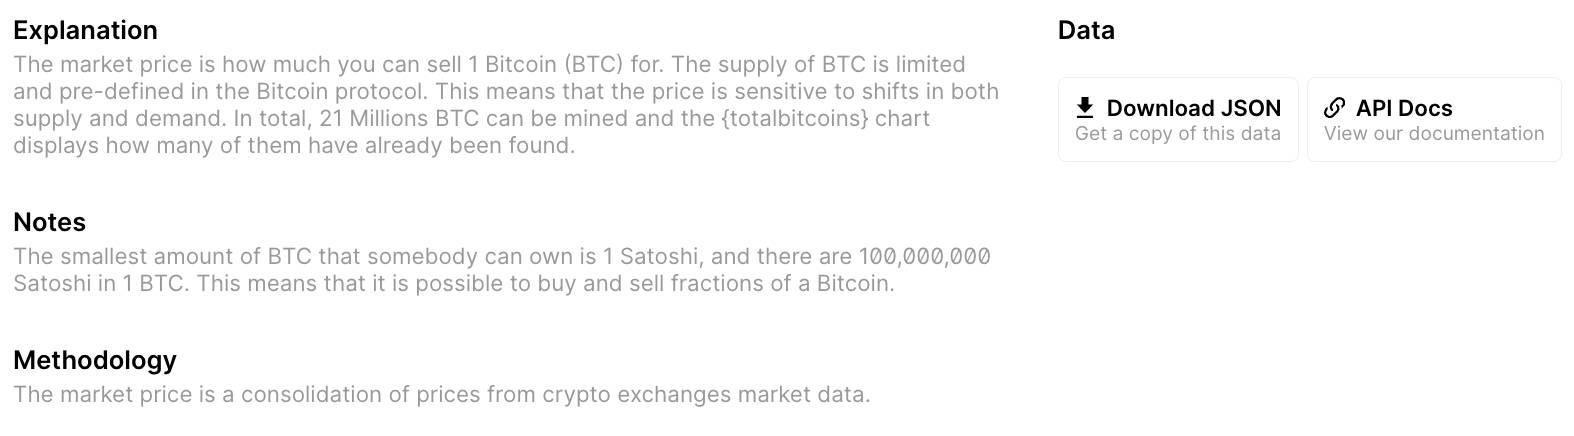 Explanation
The market price is how much you can sell 1 Bitcoin (BTC) for. The supply of BTC is limited
and pre-defined in the Bitcoin protocol. This means that the price is sensitive to shifts in both
supply and demand. In total, 21 Millions BTC can be mined and the {totalbitcoins} chart
displays how many of them have already been found.
Notes
The smallest amount of BTC that somebody can own is 1 Satoshi, and there are 100,000,000
Satoshi in 1 BTC. This means that it is possible to buy and sell fractions of a Bitcoin.
Methodology
The market price is a consolidation of prices from crypto exchanges market data.
Data
Download JSON
Get a copy of this data
API Docs
View our documentation